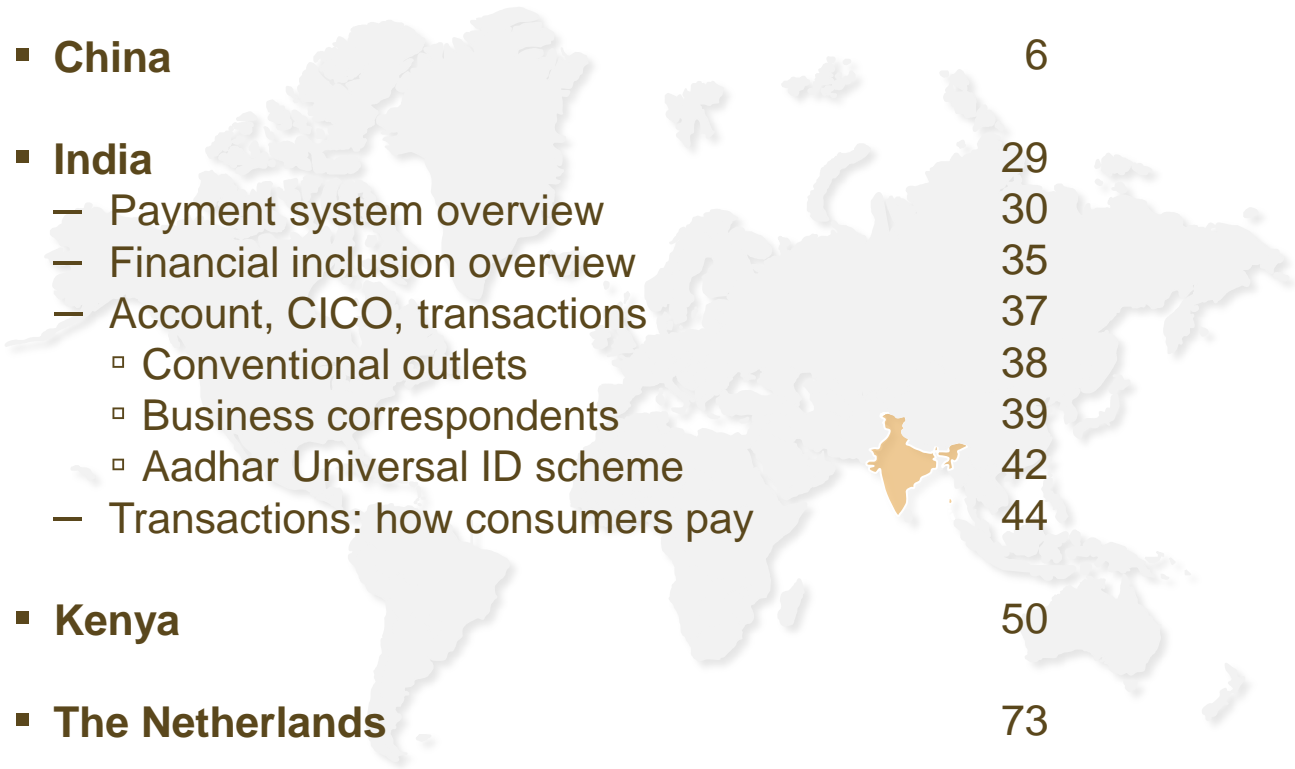 ▪ China 6
▪ India 29
– Payment system overview 30
– Financial inclusion overview 35
– Account, CICO, transactions 37
▫ Conventional outlets 38
▫ Business correspondents 39
▫ Aadhar Universal ID scheme 42
– Transactions: how consumers pay 44
▪ Kenya 50
▪ The Netherlands 73